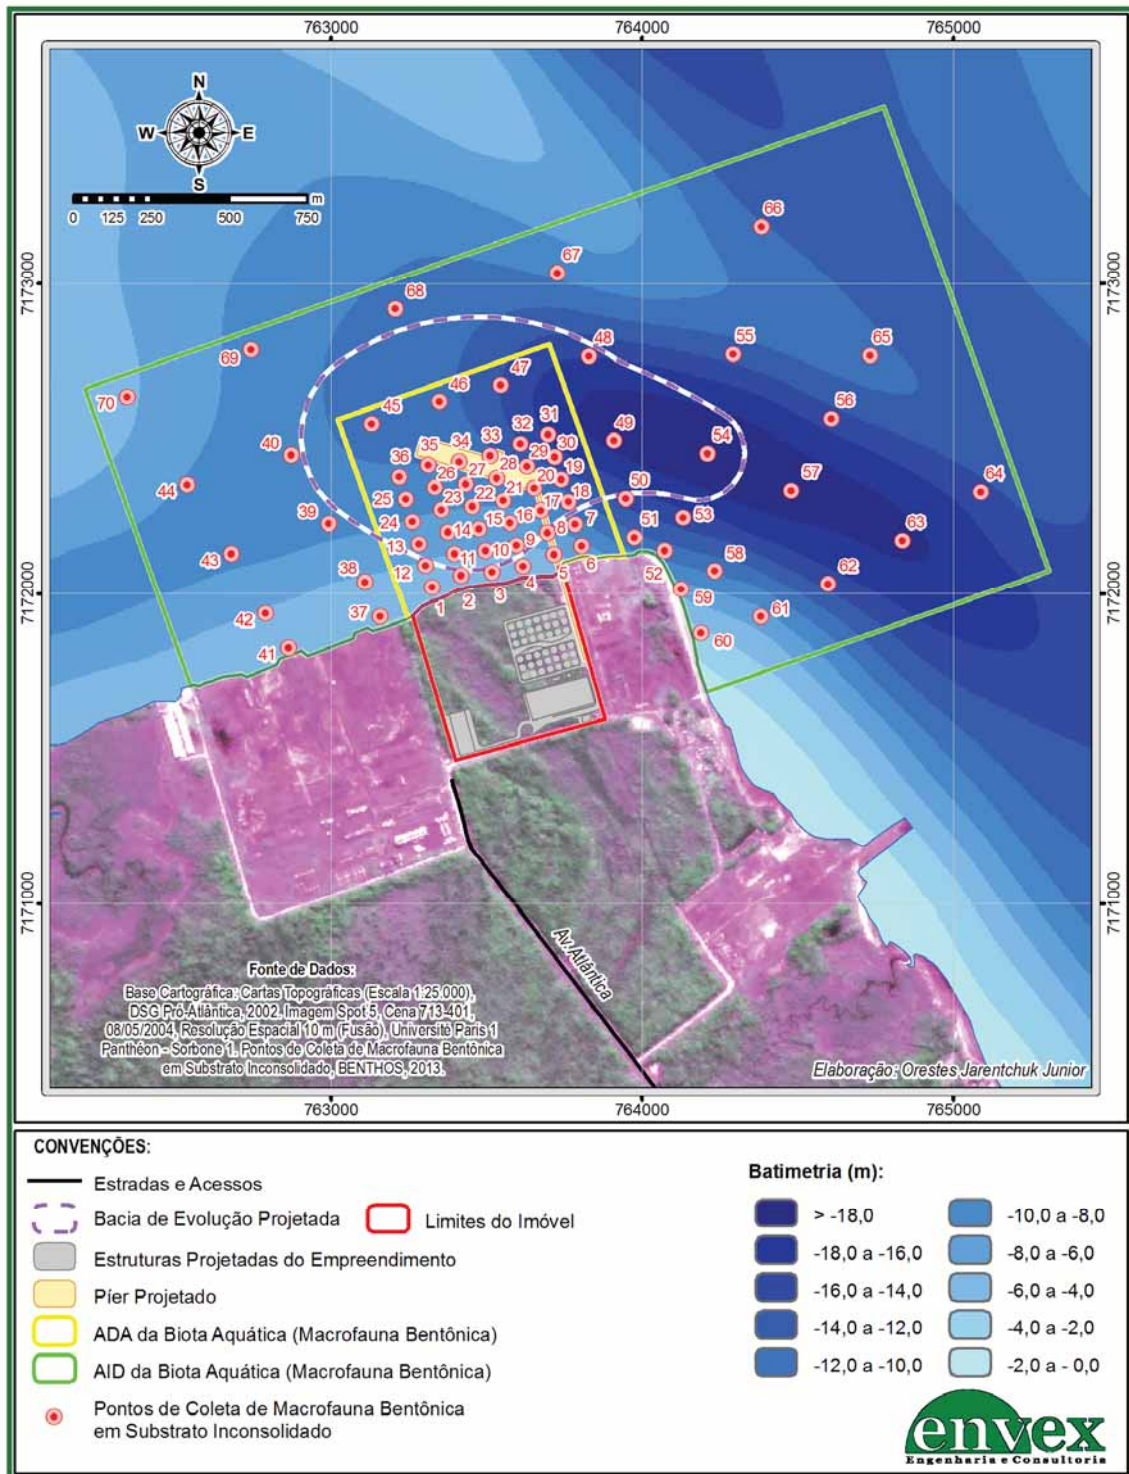 763000 764000 765000
N
W E
S
m
0 125 250 500 750
7173000
7172000
7171000
7173000
7172000
7171000
66
67
68
69
70
48
55
65
47
46
45
56
40
49
54
31
32
33
34
35
30
29
28
27
26
36
57
64
44
19
20
21
22
23
25
50
18
17
16
15
14
24
39
51
53
63
7
8
9
10
11
13
43
38
12
6
5
4
3
2
1
52
58
59
62
37
42
41
60
61
Av. Atlântica
Fonte de Dados:
Base Cartográfica: Cartas Topográficas (Escala 1:25.000),
DSG Pró-Atlântica, 2002. Imagem Spot 5, Cena 713-401,
08/05/2004, Resolução Espacial 10 m (Fusão), Université Paris 1
Panthéon - Sorbone 1. Pontos de Coleta de Macrofauna Bentônica
em Substrato Inconsolidado, BENTHOS, 2013.
Elaboração: Orestes Jarentchuk Junior
763000 764000 765000
CONVENÇÕES:
Estradas e Acessos
Bacia de Evolução Projetada
Limites do Imóvel
Estruturas Projetadas do Empreendimento
Píer Projetado
ADA da Biota Aquática (Macrofauna Bentônica)
AID da Biota Aquática (Macrofauna Bentônica)
Pontos de Coleta de Macrofauna Bentônica
em Substrato Inconsolidado
Batimetria (m):
> -18,0
-18,0 a -16,0
-16,0 a -14,0
-14,0 a -12,0
-12,0 a -10,0
-10,0 a -8,0
-8,0 a -6,0
-6,0 a -4,0
-4,0 a -2,0
-2,0 a - 0,0
envex
Engenharia e Consultoria